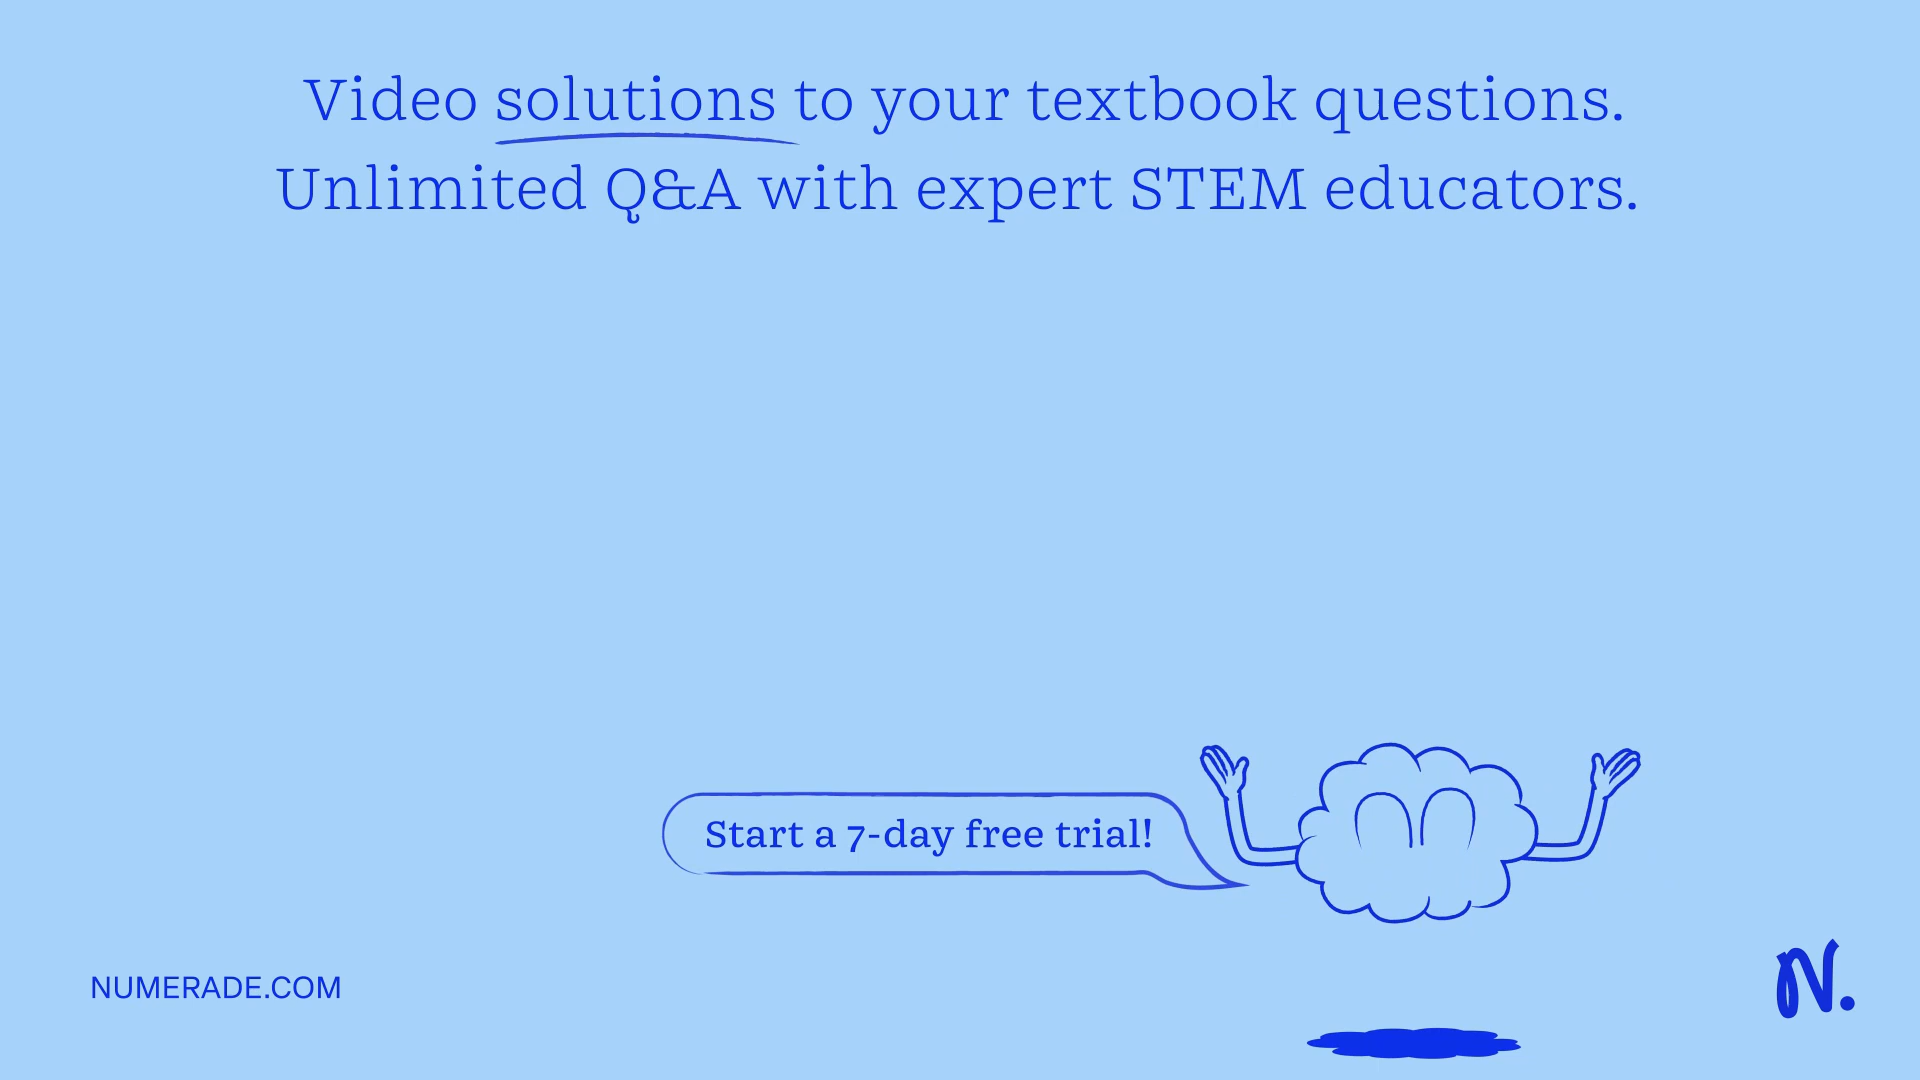 Video solutions to your textbook questions.
Unlimited Q&A with expert STEM educators.
Start a 7-day free trial!
NUMERADE.COM
N.